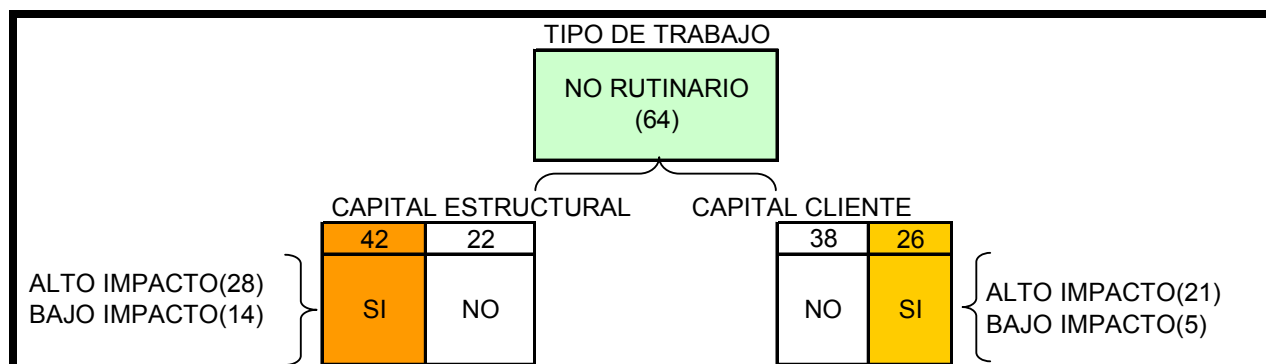 TIPO DE TRABAJO
NO RUTINARIO
(64)
CAPITAL ESTRUCTURAL
CAPITAL CLIENTE
42 22
38 26
ALTO IMPACTO(28)
BAJO IMPACTO(14)
SI NO
NO SI
ALTO IMPACTO(21)
BAJO IMPACTO(5)